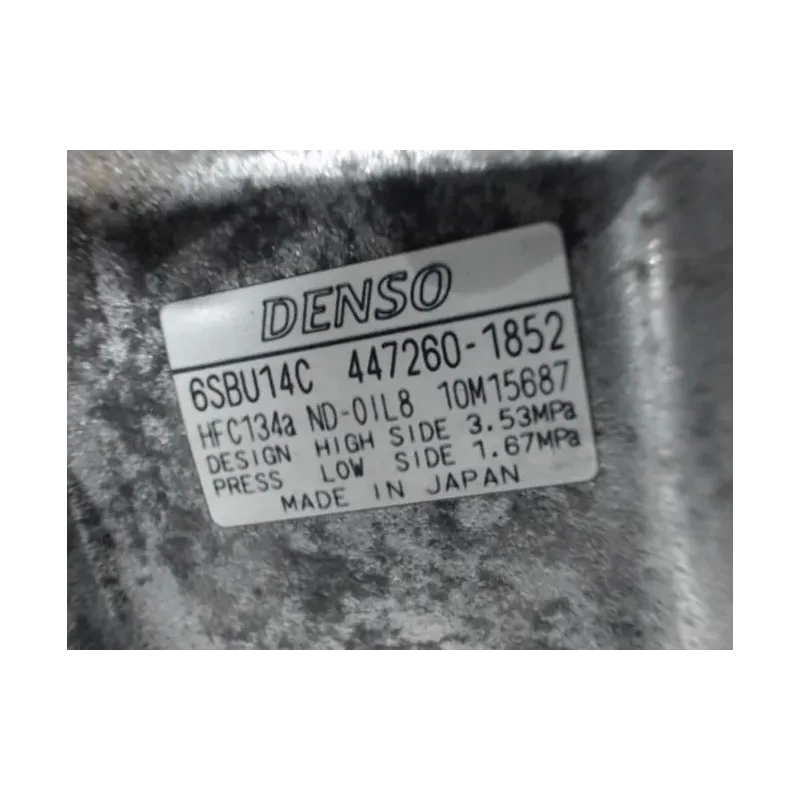 DENSO
6SBU14C 447260-1852
HFC134a ND-OIL8 10M15687
DESIGN HIGH SIDE 3.53MPa
PRESS LOW SIDE 1.67MPa
MADE IN JAPAN